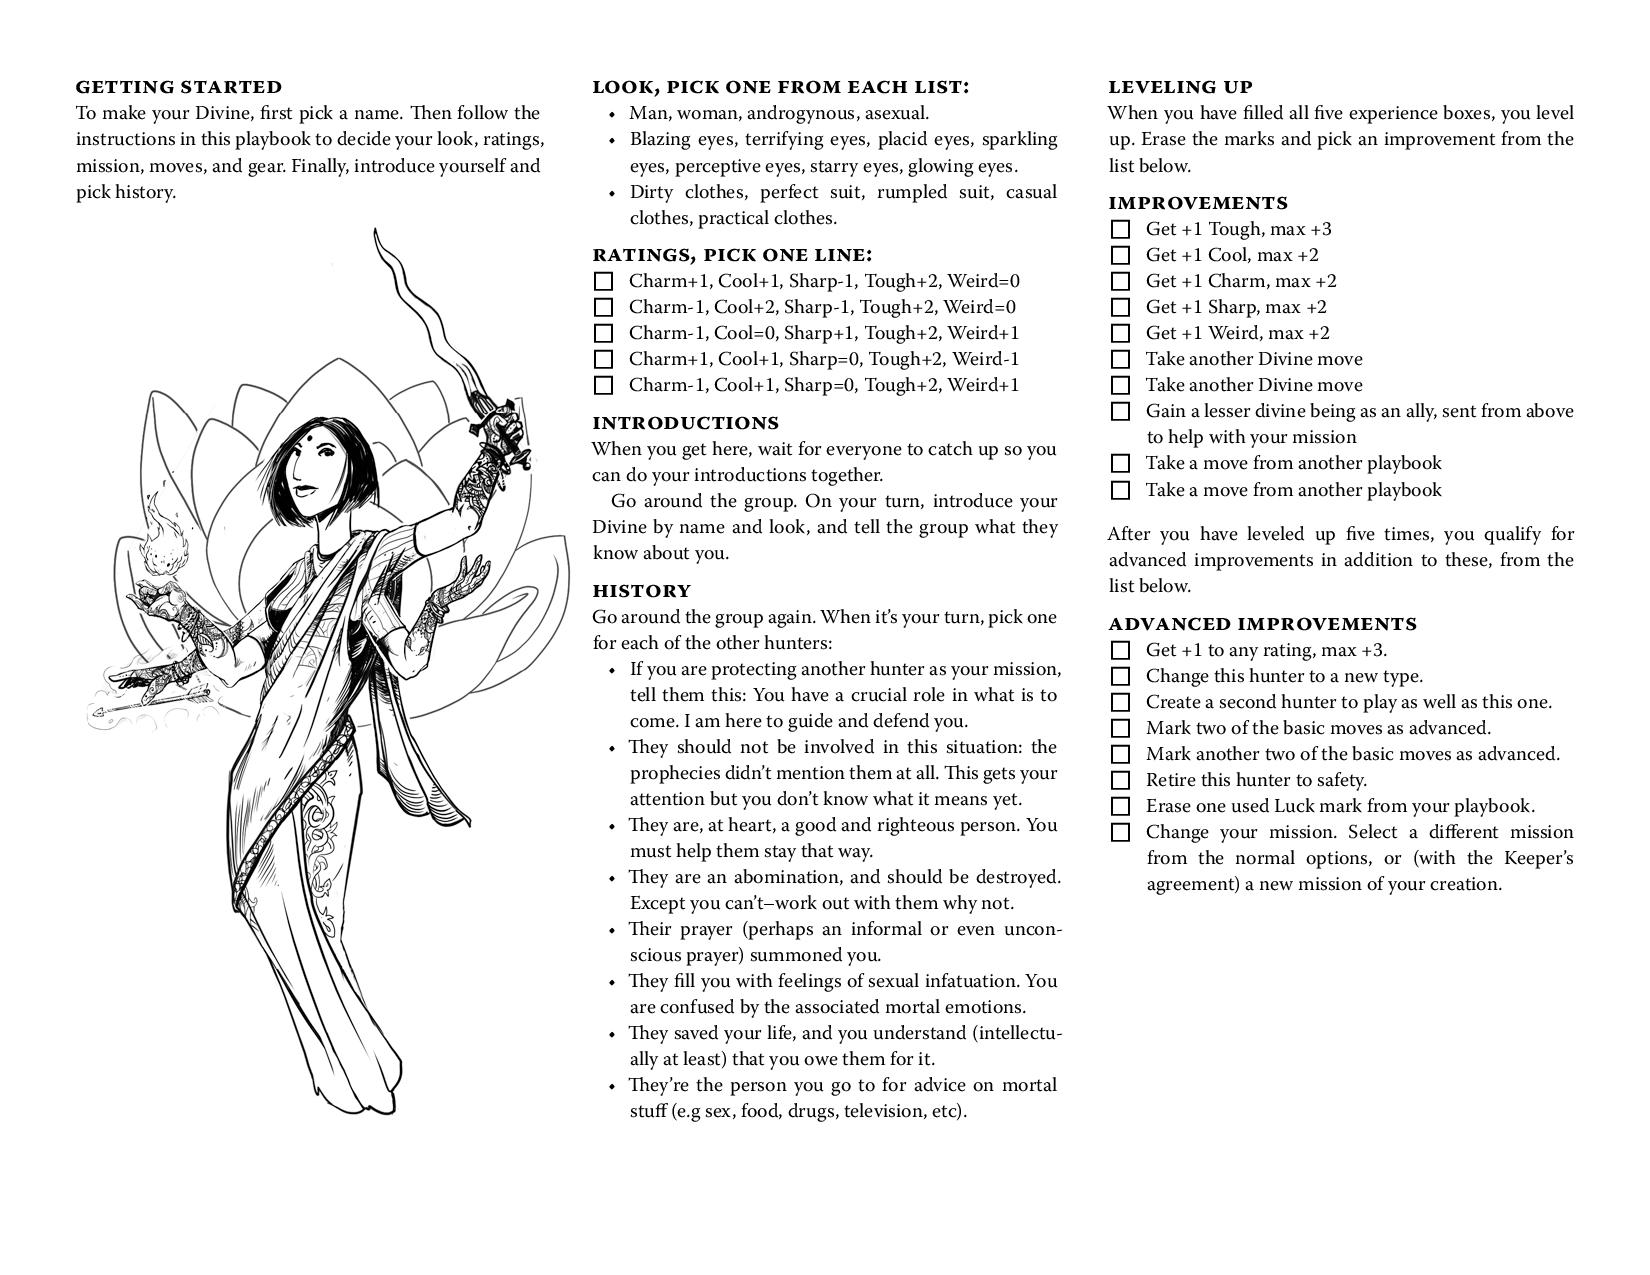 GETTING STARTED
To make your Divine, first pick a name. Then follow the
instructions in this playbook to decide your look, ratings,
mission, moves, and gear. Finally, introduce yourself and
pick history.
LOOK, PICK ONE FROM EACH LIST:
• Man, woman, androgynous, asexual.
• Blazing eyes, terrifying eyes, placid eyes, sparkling
eyes, perceptive eyes, starry eyes, glowing eyes.
• Dirty clothes, perfect suit, rumpled suit, casual
clothes, practical clothes.
RATINGS, PICK ONE LINE:
Charm+1, Cool+1, Sharp-1, Tough+2, Weird=0
Charm-1, Cool+2, Sharp-1, Tough+2, Weird=0
Charm-1, Cool=0, Sharp+1, Tough+2, Weird+1
Charm+1, Cool+1, Sharp=0, Tough+2, Weird-1
Charm-1, Cool+1, Sharp=0, Tough+2, Weird+1
INTRODUCTIONS
When you get here, wait for everyone to catch up so you
can do your introductions together.
Go around the group. On your turn, introduce your
Divine by name and look, and tell the group what they
know about you.
HISTORY
Go around the group again. When it's your turn, pick one
for each of the other hunters:
• If you are protecting another hunter as your mission,
tell them this: You have a crucial role in what is to
come. I am here to guide and defend you.
• They should not be involved in this situation: the
prophecies didn't mention them at all. This gets your
attention but you don't know what it means yet.
• They are, at heart, a good and righteous person. You
must help them stay that way.
• They are an abomination, and should be destroyed.
Except you can't–work out with them why not.
• Their prayer (perhaps an informal or even uncon-
scious prayer) summoned you.
• They fill you with feelings of sexual infatuation. You
are confused by the associated mortal emotions.
• They saved your life, and you understand (intellectu-
ally at least) that you owe them for it.
• They're the person you go to for advice on mortal
stuff (e.g sex, food, drugs, television, etc).
LEVELING UP
When you have filled all five experience boxes, you level
up. Erase the marks and pick an improvement from the
list below.
IMPROVEMENTS
Get +1 Tough, max +3
Get +1 Cool, max +2
Get +1 Charm, max +2
Get +1 Sharp, max +2
Get +1 Weird, max +2
Take another Divine move
Take another Divine move
Gain a lesser divine being as an ally, sent from above
to help with your mission
Take a move from another playbook
Take a move from another playbook
After you have leveled up five times, you qualify for
advanced improvements in addition to these, from the
list below.
ADVANCED IMPROVEMENTS
Get +1 to any rating, max +3.
Change this hunter to a new type.
Create a second hunter to play as well as this one.
Mark two of the basic moves as advanced.
Mark another two of the basic moves as advanced.
Retire this hunter to safety.
Erase one used Luck mark from your playbook.
Change your mission. Select a different mission
from the normal options, or (with the Keeper's
agreement) a new mission of your creation.